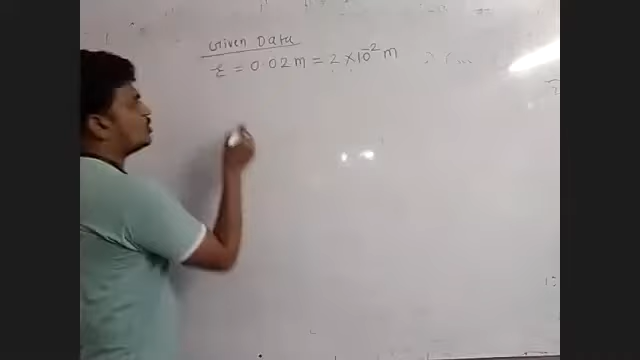 Given Data
ξ = 0.02 m = 2 × 10⁻² m